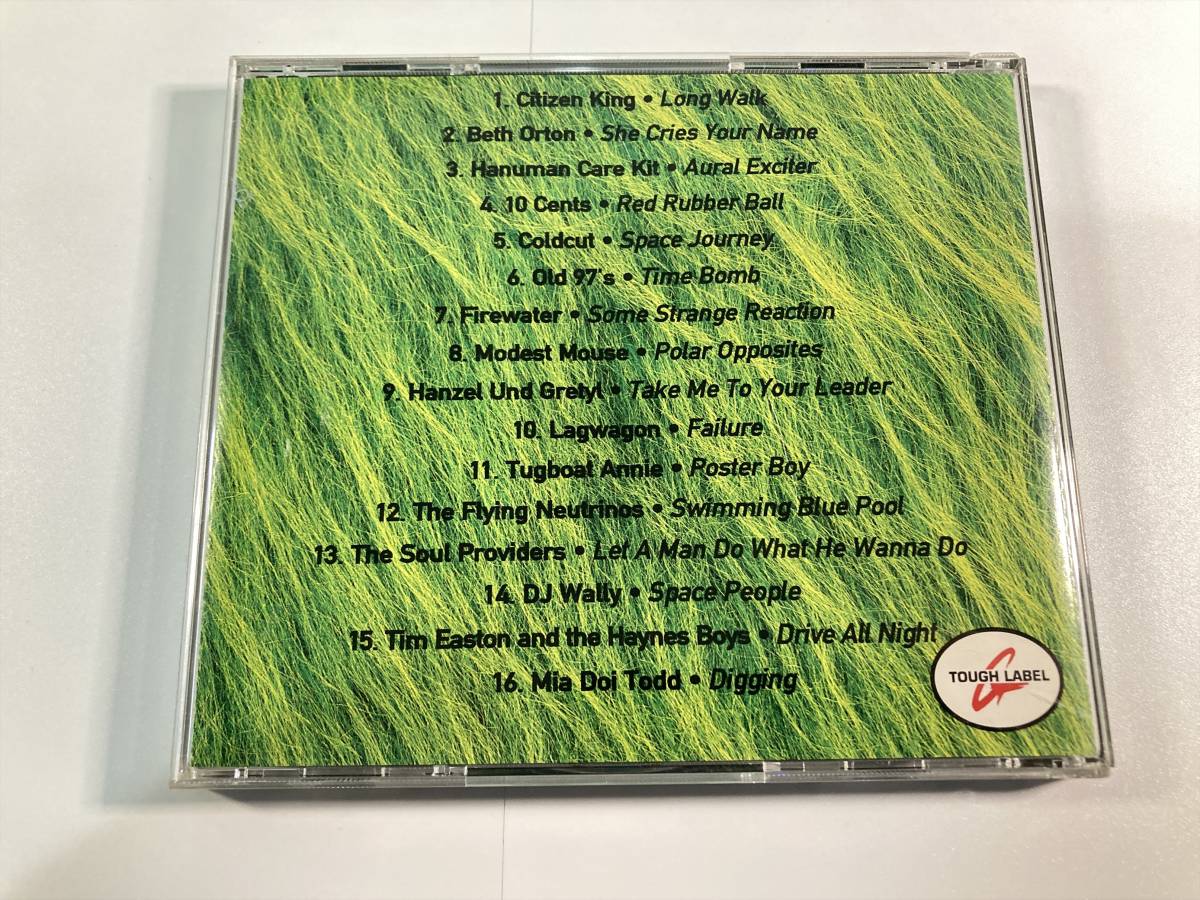 1. Citizen King • Long Walk
2. Beth Orton • She Cries Your Name
3. Hanuman Care Kit • Aural Exciter
4. 10 Cents • Red Rubber Ball
5. Coldcut • Space Journey
6. Old 97's • Time Bomb
7. Firewater • Some Strange Reaction
8. Modest Mouse • Polar Opposites
9. Hanzel Und Gretyl • Take Me To Your Leader
10. Lagwagon • Failure
11. Tugboat Annie • Poster Boy
12. The Flying Neutrinos • Swimming Blue Pool
13. The Soul Providers • Let A Man Do What He Wanna Do
14. DJ Wally • Space People
15. Tim Easton and the Haynes Boys • Drive All Night
16. Mia Doi Todd • Digging
TOUGH LABEL